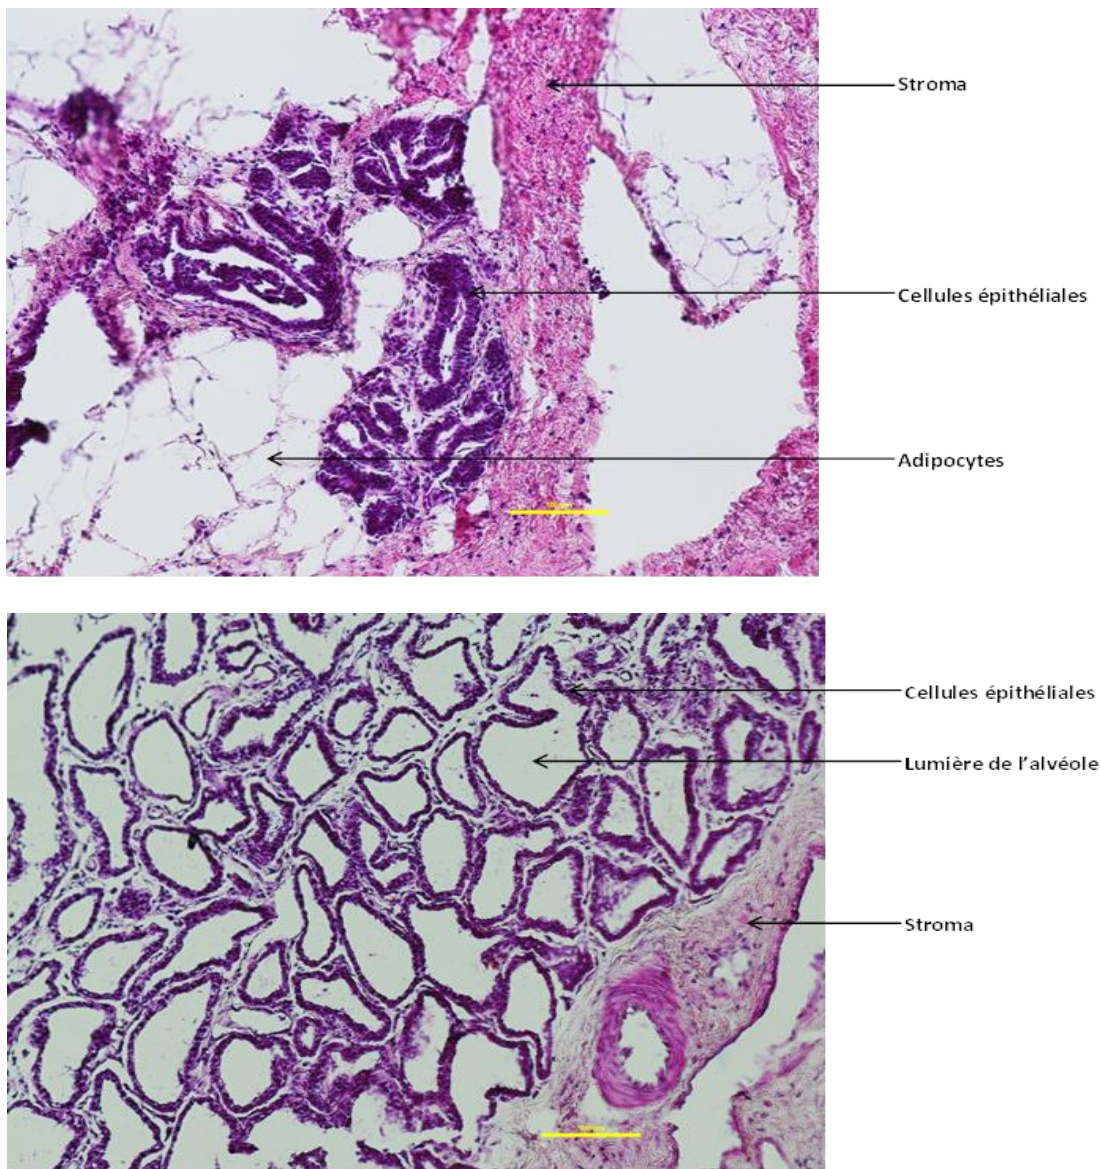 Stroma
Cellules épithéliales
Adipocytes
Cellules épithéliales
Lumière de l'alvéole
Stroma